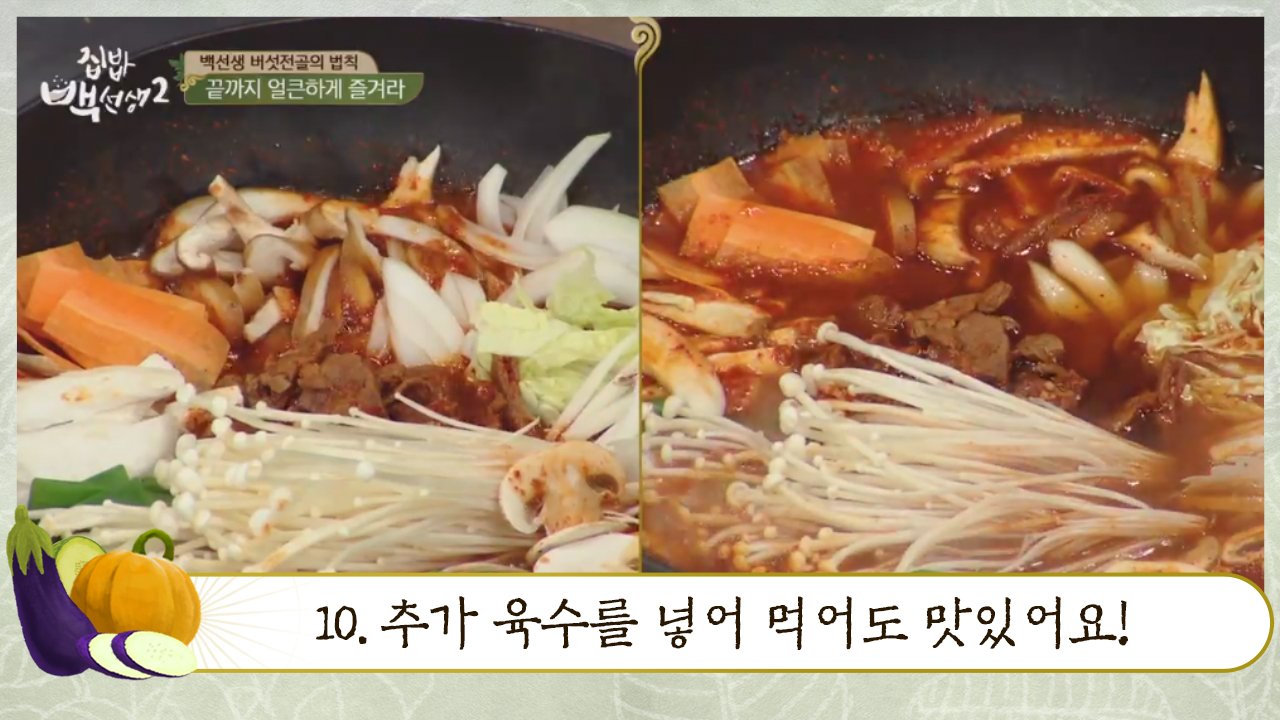 집밥
백선생2
백선생 버섯전골의 법칙
끝까지 얼큰하게 즐겨라
10. 추가 육수를 넣어 먹어도 맛있어요!